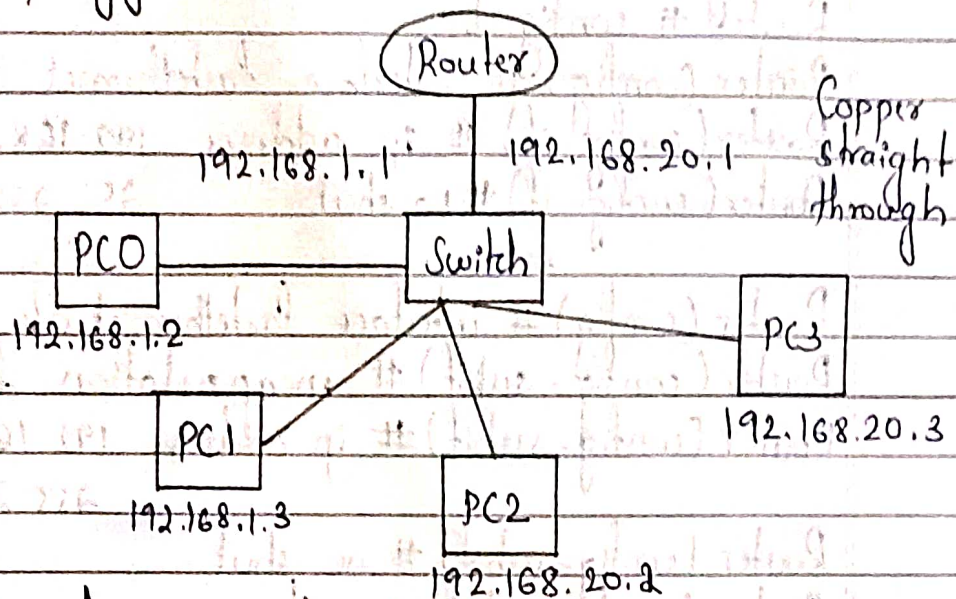 Router
Copper
straight
through
192.168.1.1
192.168.20.1
PC0
Switch
192.168.1.2
PC3
192.168.20.3
PC1
192.168.1.3
PC2
192.168.20.2